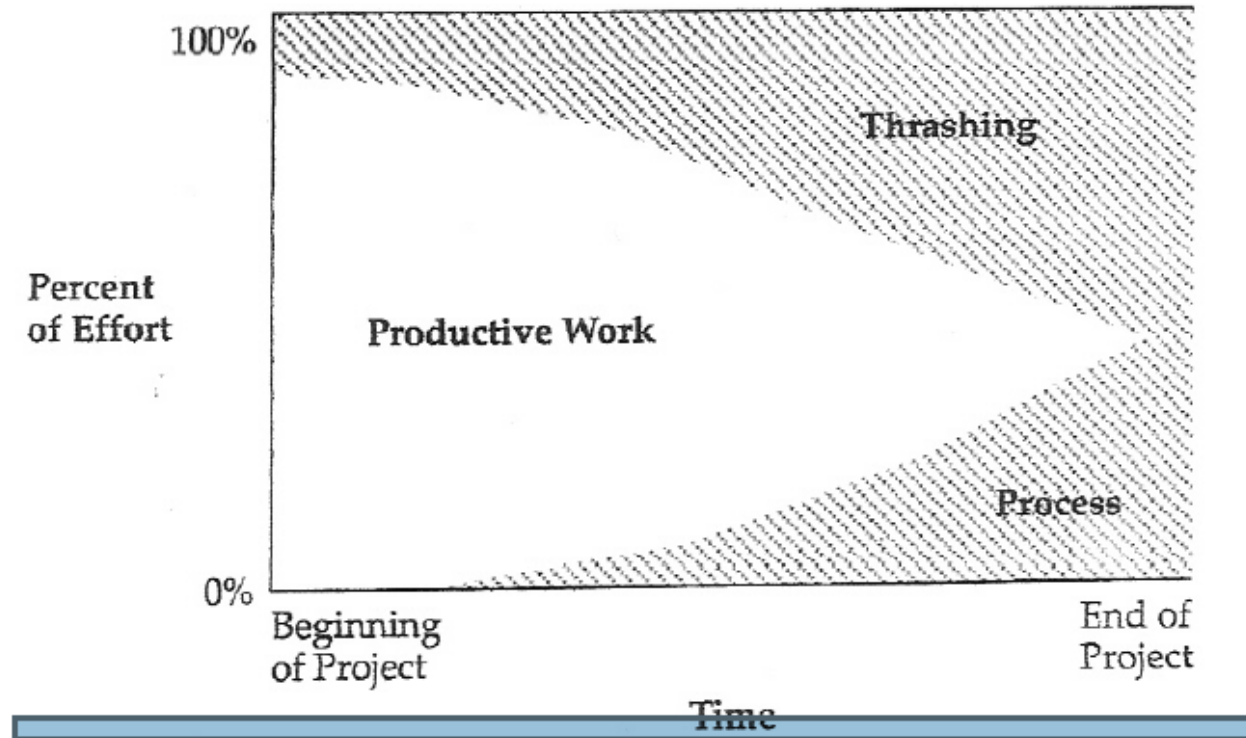 100%
Thrashing
Percent
of Effort
Productive Work
Process
0%
Beginning
of Project
End of
Project
Time